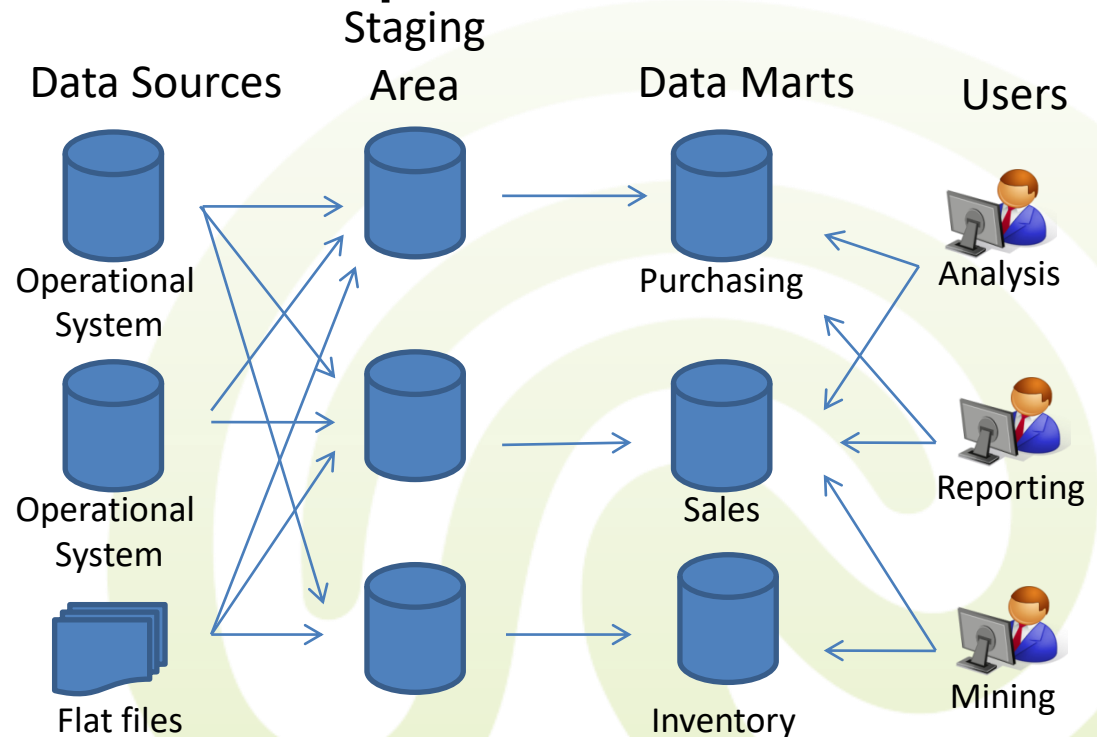 Staging
Area
Data Sources
Data Marts
Users
Operational
System
Purchasing
Analysis
Operational
System
Sales
Reporting
Flat files
Inventory
Mining